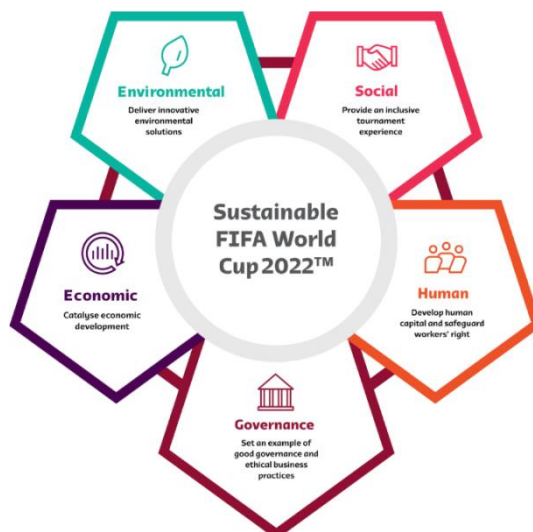 Environmental
Deliver innovative
environmental
solutions
Social
Provide an inclusive
tournament
experience
Sustainable
FIFA World
Cup 2022™
Economic
Catalyse economic
development
Human
Develop human
capital and safeguard
workers' right
Governance
Set an example of
good governance and
ethical business
practices